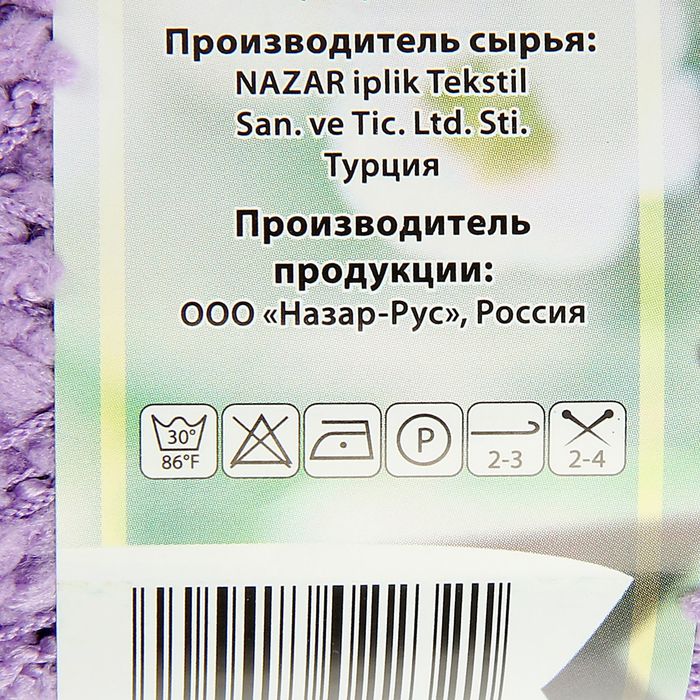 Производитель сырья:
NAZAR iplik Tekstil
San. ve Tic. Ltd. Sti.
Турция
Производитель
продукции:
ООО «Назар-Рус», Россия
30°
86°F
P
2-3
2-4